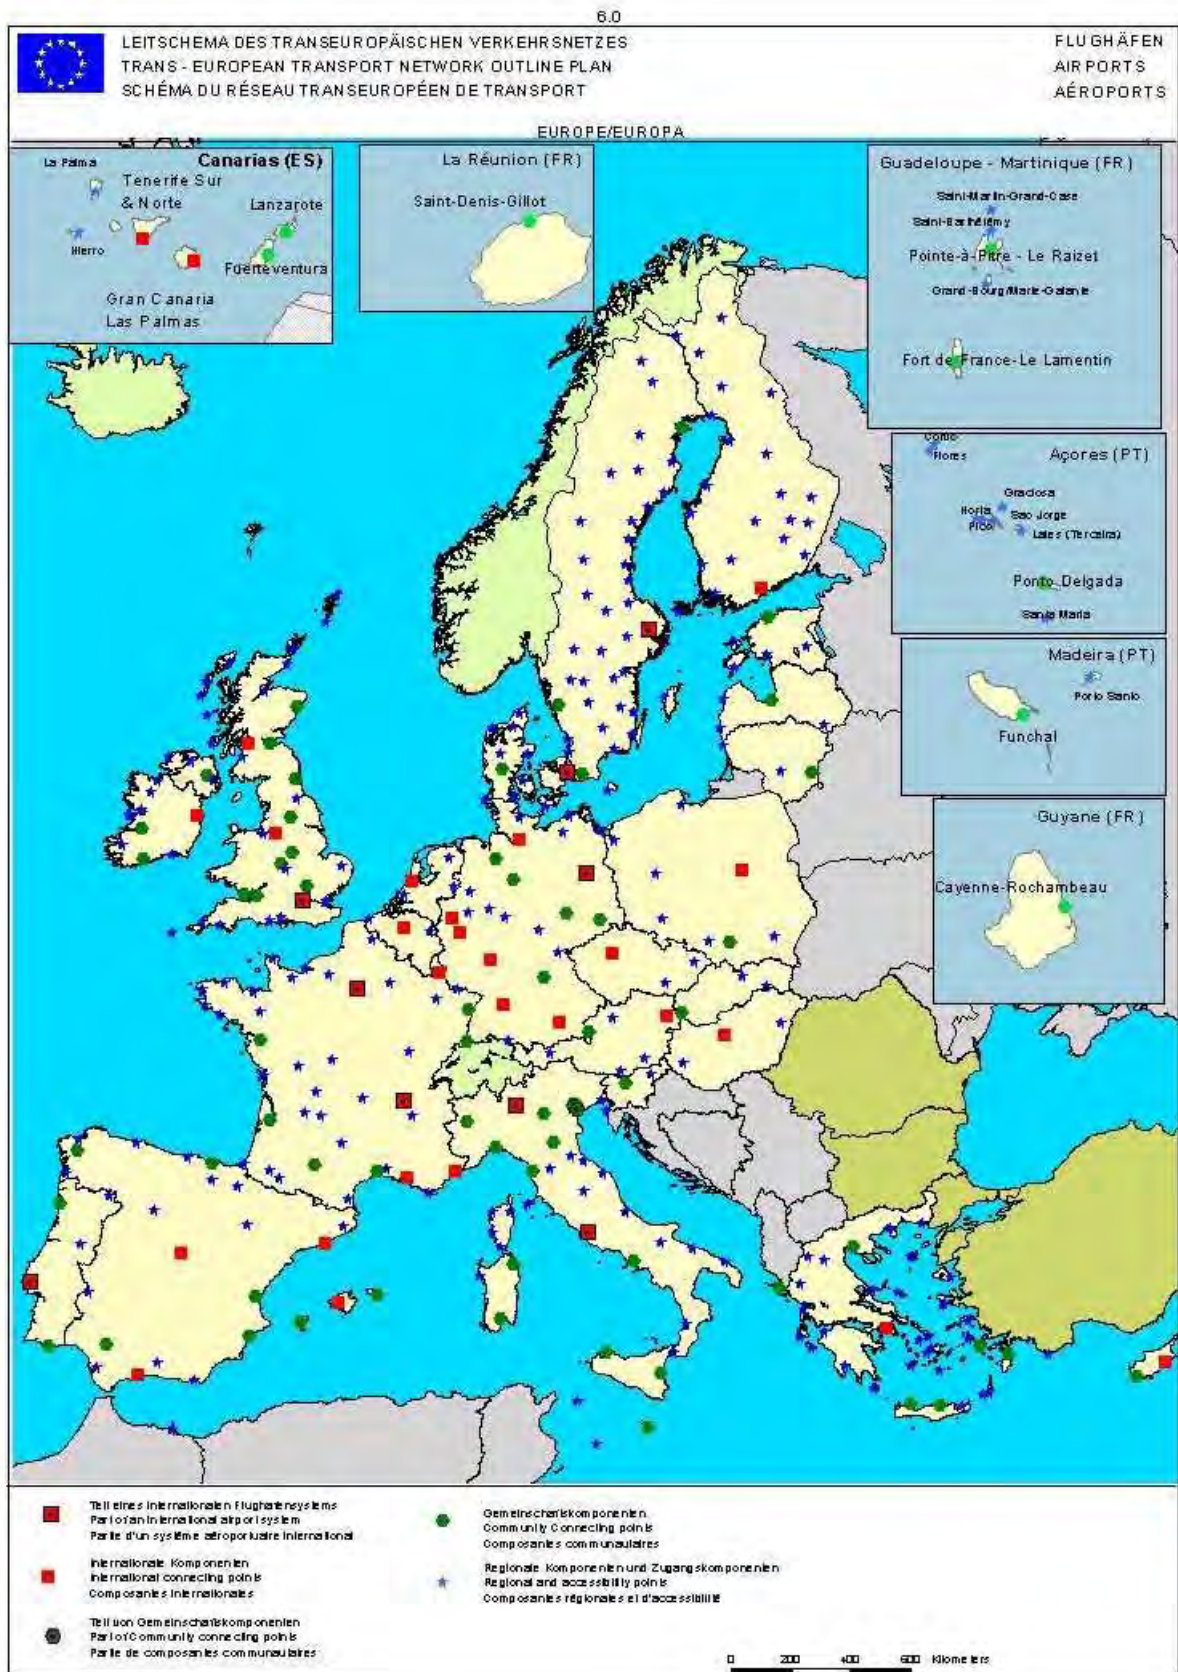 6.0
LEITSCHEMA DES TRANSEUROPÄISCHEN VERKEHRSNETZES
TRANS - EUROPEAN TRANSPORT NETWORK OUTLINE PLAN
SCHÉMA DU RÉSEAU TRANSEUROPÉEN DE TRANSPORT
FLUGHÄFEN
AIRPORTS
AÉROPORTS
EUROPE/EUROPA
Canarias (ES)
La Palma
Tenerife Sur
& Norte
Lanzarote
Hierro
Fuerteventura
Gran Canaria
Las Palmas
La Réunion (FR)
Saint-Denis-Gillot
Guadeloupe - Martinique (FR)
Saint-Martin-Grand-Case
Saint-Barthélémy
Pointe-à-Pitre - Le Raizet
Grand-Bourg/Marie-Galante
Fort de France-Le Lamentin
Açores (PT)
Corvo
Flores
Graciosa
Horta
Sao Jorge
Pico
Lajes (Terceira)
Ponto Delgada
Santa Maria
Madeira (PT)
Porto Santo
Funchal
Guyane (FR)
Cayenne-Rochambeau
Teil eines Internationalen Flughafensystems
Part of an international airport system
Partie d'un système aéroportuaire international
Internationale Komponenten
International connecting points
Composantes internationales
Teil von Gemeinschaftskomponenten
Part of Community connecting points
Partie de composantes communautaires
Gemeinschaftskomponenten
Community Connecting points
Composantes communautaires
Regionale Komponenten und Zugangskomponenten
Regional and accessibility points
Composantes régionales et d'accessibilité
0 200 400 600 Kilometers